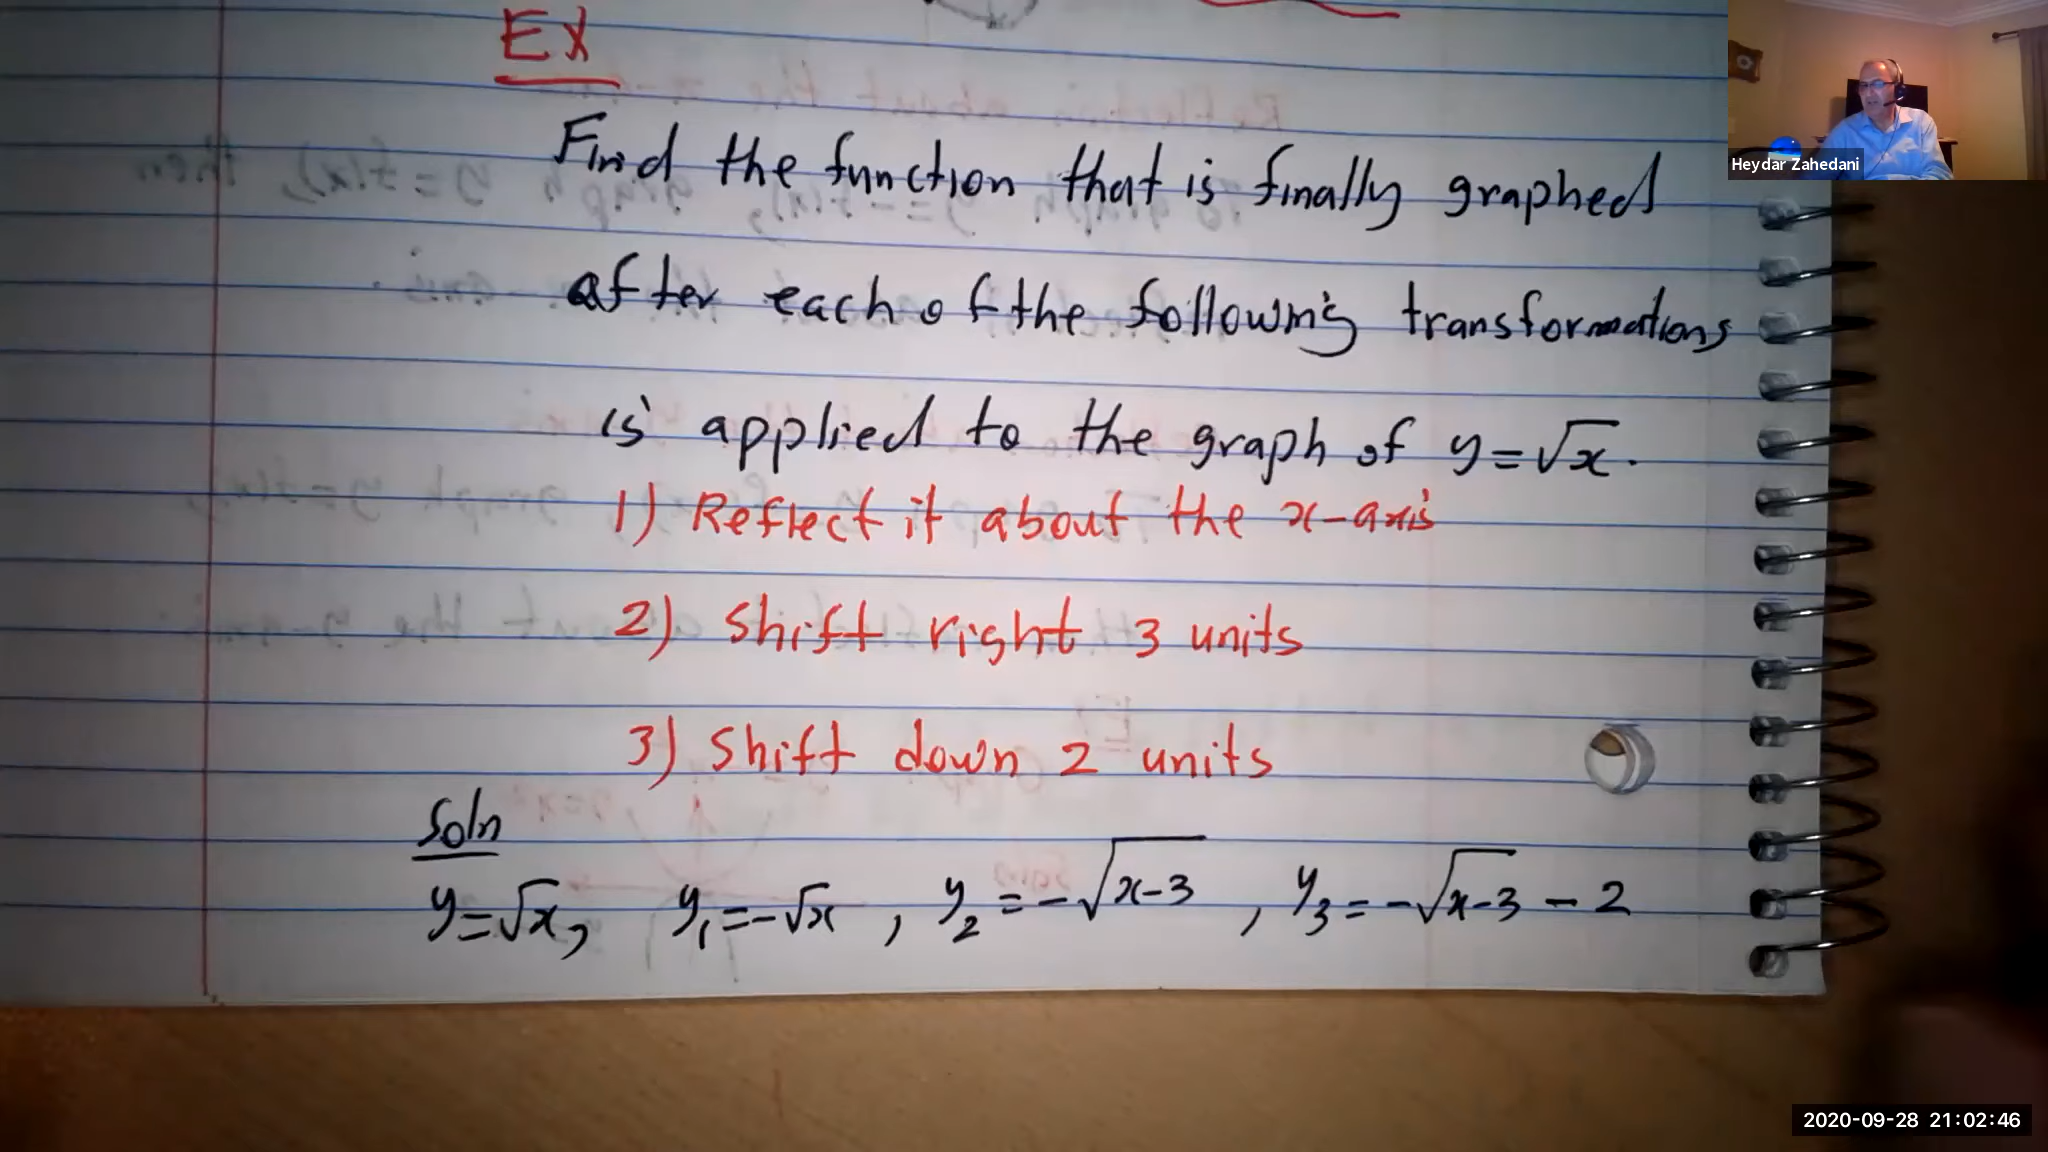 EX
Find the function that is finally graphed
after each of the following transformations
is applied to the graph of y=√x.
1) Reflect it about the x-axis
2) Shift right 3 units
3) Shift down 2 units
Soln
y=√x, y₁=-√x , y₂=-√(x-3) , y₃=-√(x-3) - 2
Heydar Zahedani
2020-09-28 21:02:46